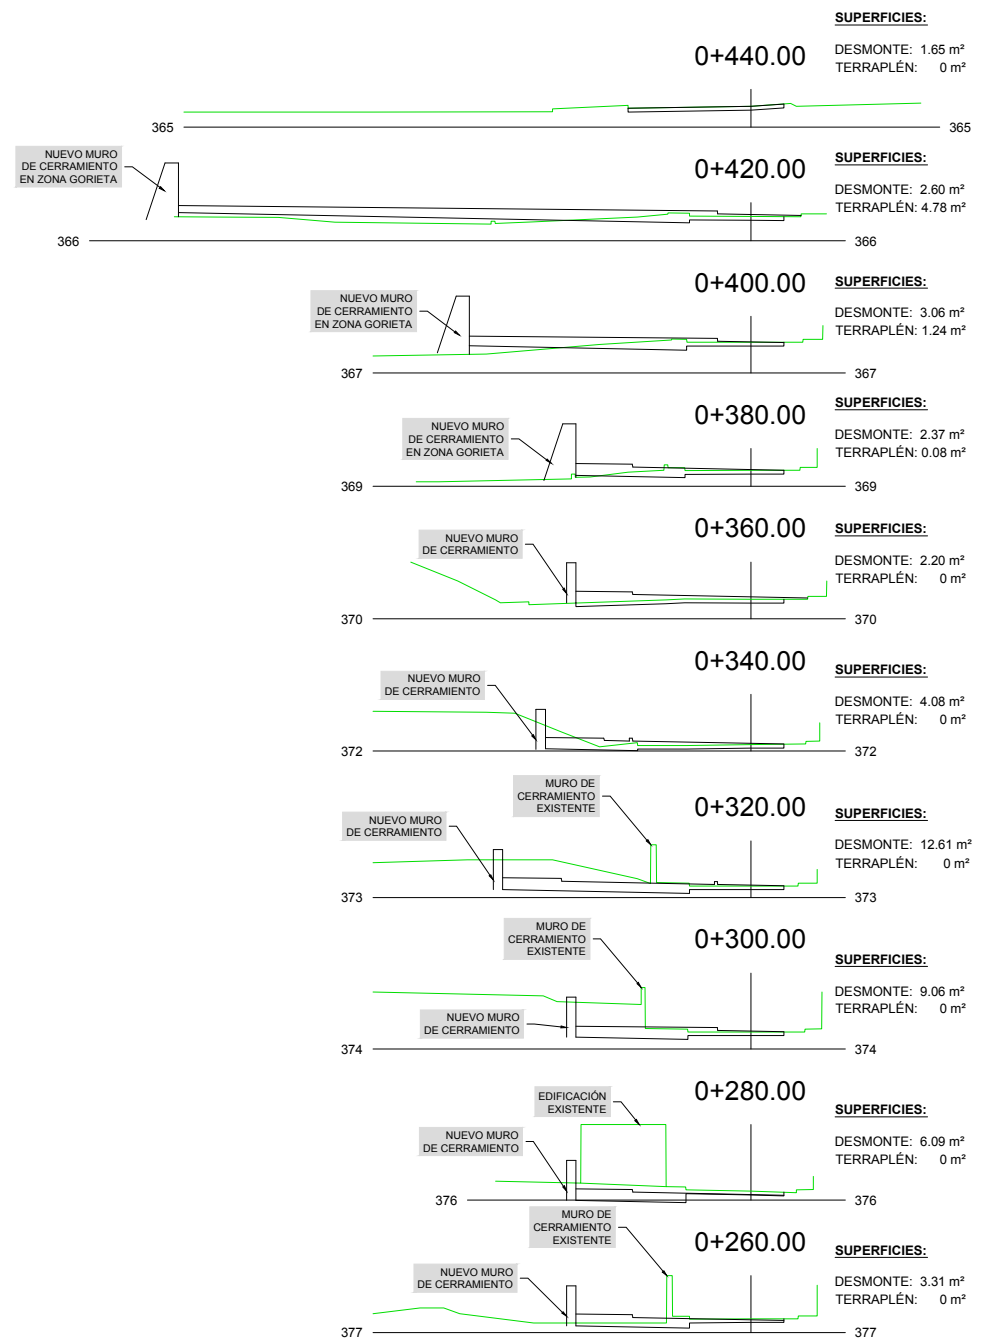 SUPERFICIES:
0+440.00
DESMONTE: 1.65 m²
TERRAPLÉN: 0 m²
365
365
NUEVO MURO
DE CERRAMIENTO
EN ZONA GORIETA
0+420.00
SUPERFICIES:
DESMONTE: 2.60 m²
TERRAPLÉN: 4.78 m²
366
366
0+400.00
SUPERFICIES:
NUEVO MURO
DE CERRAMIENTO
EN ZONA GORIETA
DESMONTE: 3.06 m²
TERRAPLÉN: 1.24 m²
367
367
0+380.00
SUPERFICIES:
NUEVO MURO
DE CERRAMIENTO
EN ZONA GORIETA
DESMONTE: 2.37 m²
TERRAPLÉN: 0.08 m²
369
369
0+360.00
SUPERFICIES:
NUEVO MURO
DE CERRAMIENTO
DESMONTE: 2.20 m²
TERRAPLÉN: 0 m²
370
370
0+340.00
SUPERFICIES:
NUEVO MURO
DE CERRAMIENTO
DESMONTE: 4.08 m²
TERRAPLÉN: 0 m²
372
372
MURO DE
CERRAMIENTO
EXISTENTE
0+320.00
SUPERFICIES:
NUEVO MURO
DE CERRAMIENTO
DESMONTE: 12.61 m²
TERRAPLÉN: 0 m²
373
373
MURO DE
CERRAMIENTO
EXISTENTE
0+300.00
SUPERFICIES:
DESMONTE: 9.06 m²
TERRAPLÉN: 0 m²
NUEVO MURO
DE CERRAMIENTO
374
374
EDIFICACIÓN
EXISTENTE
0+280.00
SUPERFICIES:
NUEVO MURO
DE CERRAMIENTO
DESMONTE: 6.09 m²
TERRAPLÉN: 0 m²
376
376
MURO DE
CERRAMIENTO
EXISTENTE
0+260.00
SUPERFICIES:
NUEVO MURO
DE CERRAMIENTO
DESMONTE: 3.31 m²
TERRAPLÉN: 0 m²
377
377